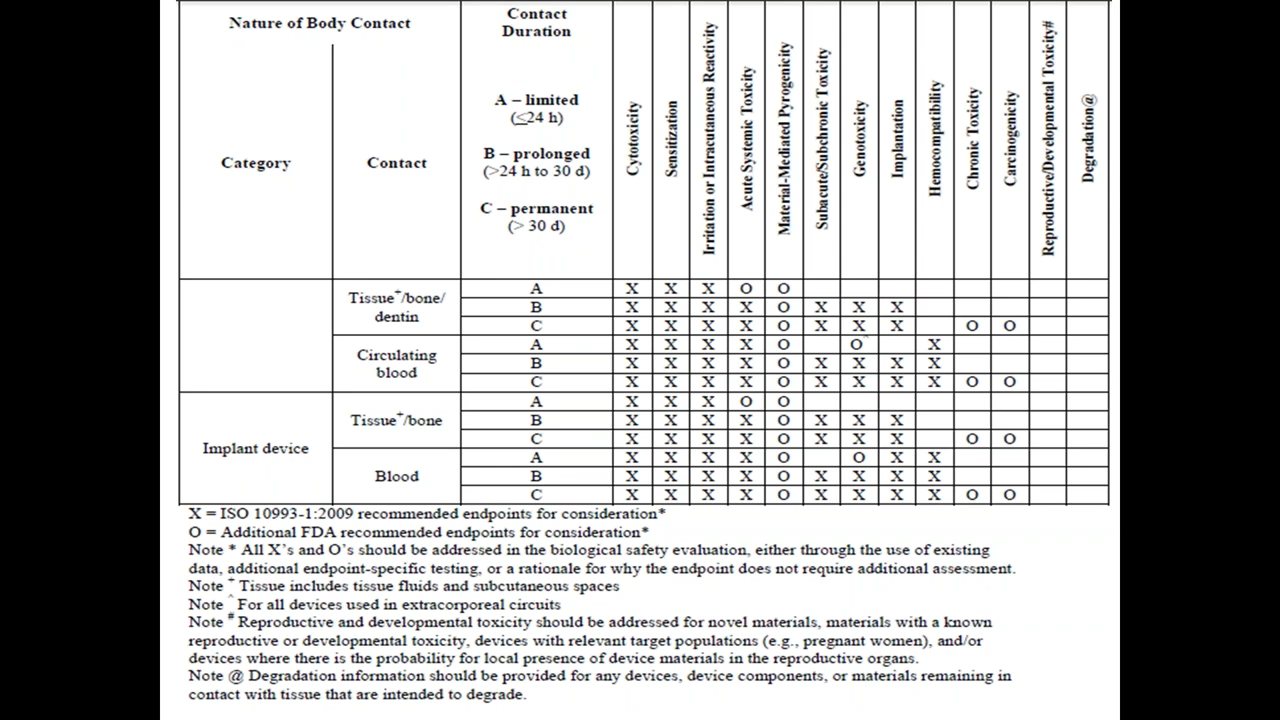 Nature of Body Contact
Contact
Duration
A – limited
(≤24 h)
B – prolonged
(>24 h to 30 d)
C – permanent
(> 30 d)
Category
Contact
Cytotoxicity
Sensitization
Irritation or Intracutaneous Reactivity
Acute Systemic Toxicity
Material-Mediated Pyrogenicity
Subacute/Subchronic Toxicity
Genotoxicity
Implantation
Hemocompatibility
Chronic Toxicity
Carcinogenicity
Reproductive/Developmental Toxicity#
Degradation@
Tissue+/bone/
dentin
A X X X O O
B X X X X O X X X
C X X X X O X X X O O
Circulating
blood
A X X X X O O^ X
B X X X X O X X X X
C X X X X O X X X X O O
Implant device
Tissue+/bone
A X X X O O
B X X X X O X X X
C X X X X O X X X O O
Blood
A X X X X O O X X
B X X X X O X X X X
C X X X X O X X X X O O
X = ISO 10993-1:2009 recommended endpoints for consideration*
O = Additional FDA recommended endpoints for consideration*
Note * All X's and O's should be addressed in the biological safety evaluation, either through the use of existing
data, additional endpoint-specific testing, or a rationale for why the endpoint does not require additional assessment.
Note + Tissue includes tissue fluids and subcutaneous spaces
Note ^ For all devices used in extracorporeal circuits
Note # Reproductive and developmental toxicity should be addressed for novel materials, materials with a known
reproductive or developmental toxicity, devices with relevant target populations (e.g., pregnant women), and/or
devices where there is the probability for local presence of device materials in the reproductive organs.
Note @ Degradation information should be provided for any devices, device components, or materials remaining in
contact with tissue that are intended to degrade.